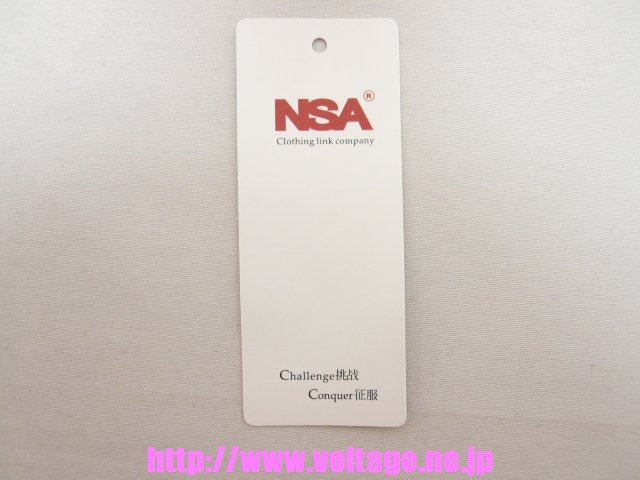 NSA®
Clothing link company
Challenge挑战
Conquer征服
http://www.voltage.ne.jp